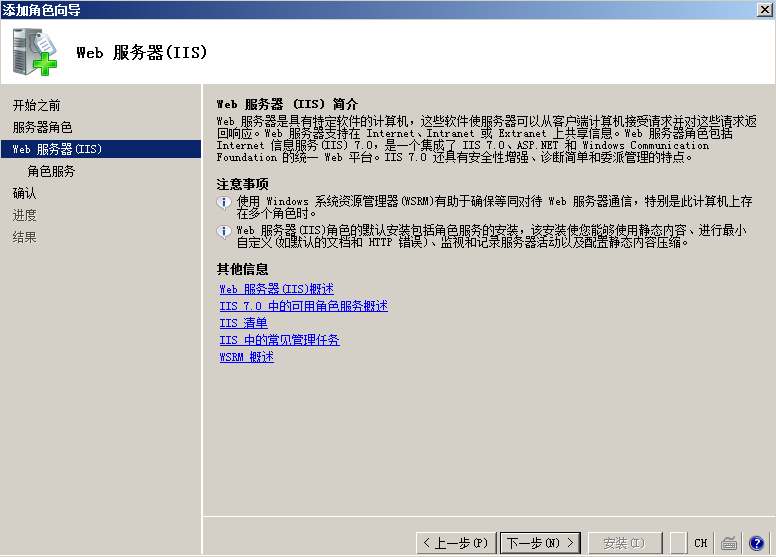 添加角色向导
Web 服务器(IIS)
开始之前
服务器角色
Web 服务器(IIS)
角色服务
确认
进度
结果
Web 服务器 (IIS) 简介
Web 服务器是具有特定软件的计算机，这些软件使服务器可以从客户端计算机接受请求并对这些请求返
回响应。Web 服务器支持在 Internet、Intranet 或 Extranet 上共享信息。Web 服务器角色包括
Internet 信息服务(IIS) 7.0，是一个集成了 IIS 7.0、ASP.NET 和 Windows Communication
Foundation 的统一 Web 平台。IIS 7.0 还具有安全性增强、诊断简单和委派管理的特点。
注意事项
使用 Windows 系统资源管理器(WSRM)有助于确保等同对待 Web 服务器通信，特别是此计算机上存
在多个角色时。
Web 服务器(IIS)角色的默认安装包括角色服务的安装，该安装使您能够使用静态内容、进行最小
自定义(如默认的文档和 HTTP 错误)、监视和记录服务器活动以及配置静态内容压缩。
其他信息
Web 服务器(IIS)概述
IIS 7.0 中的可用角色服务概述
IIS 清单
IIS 中的常见管理任务
WSRM 概述
< 上一步(P)
下一步(N) >
安装(I)
CH